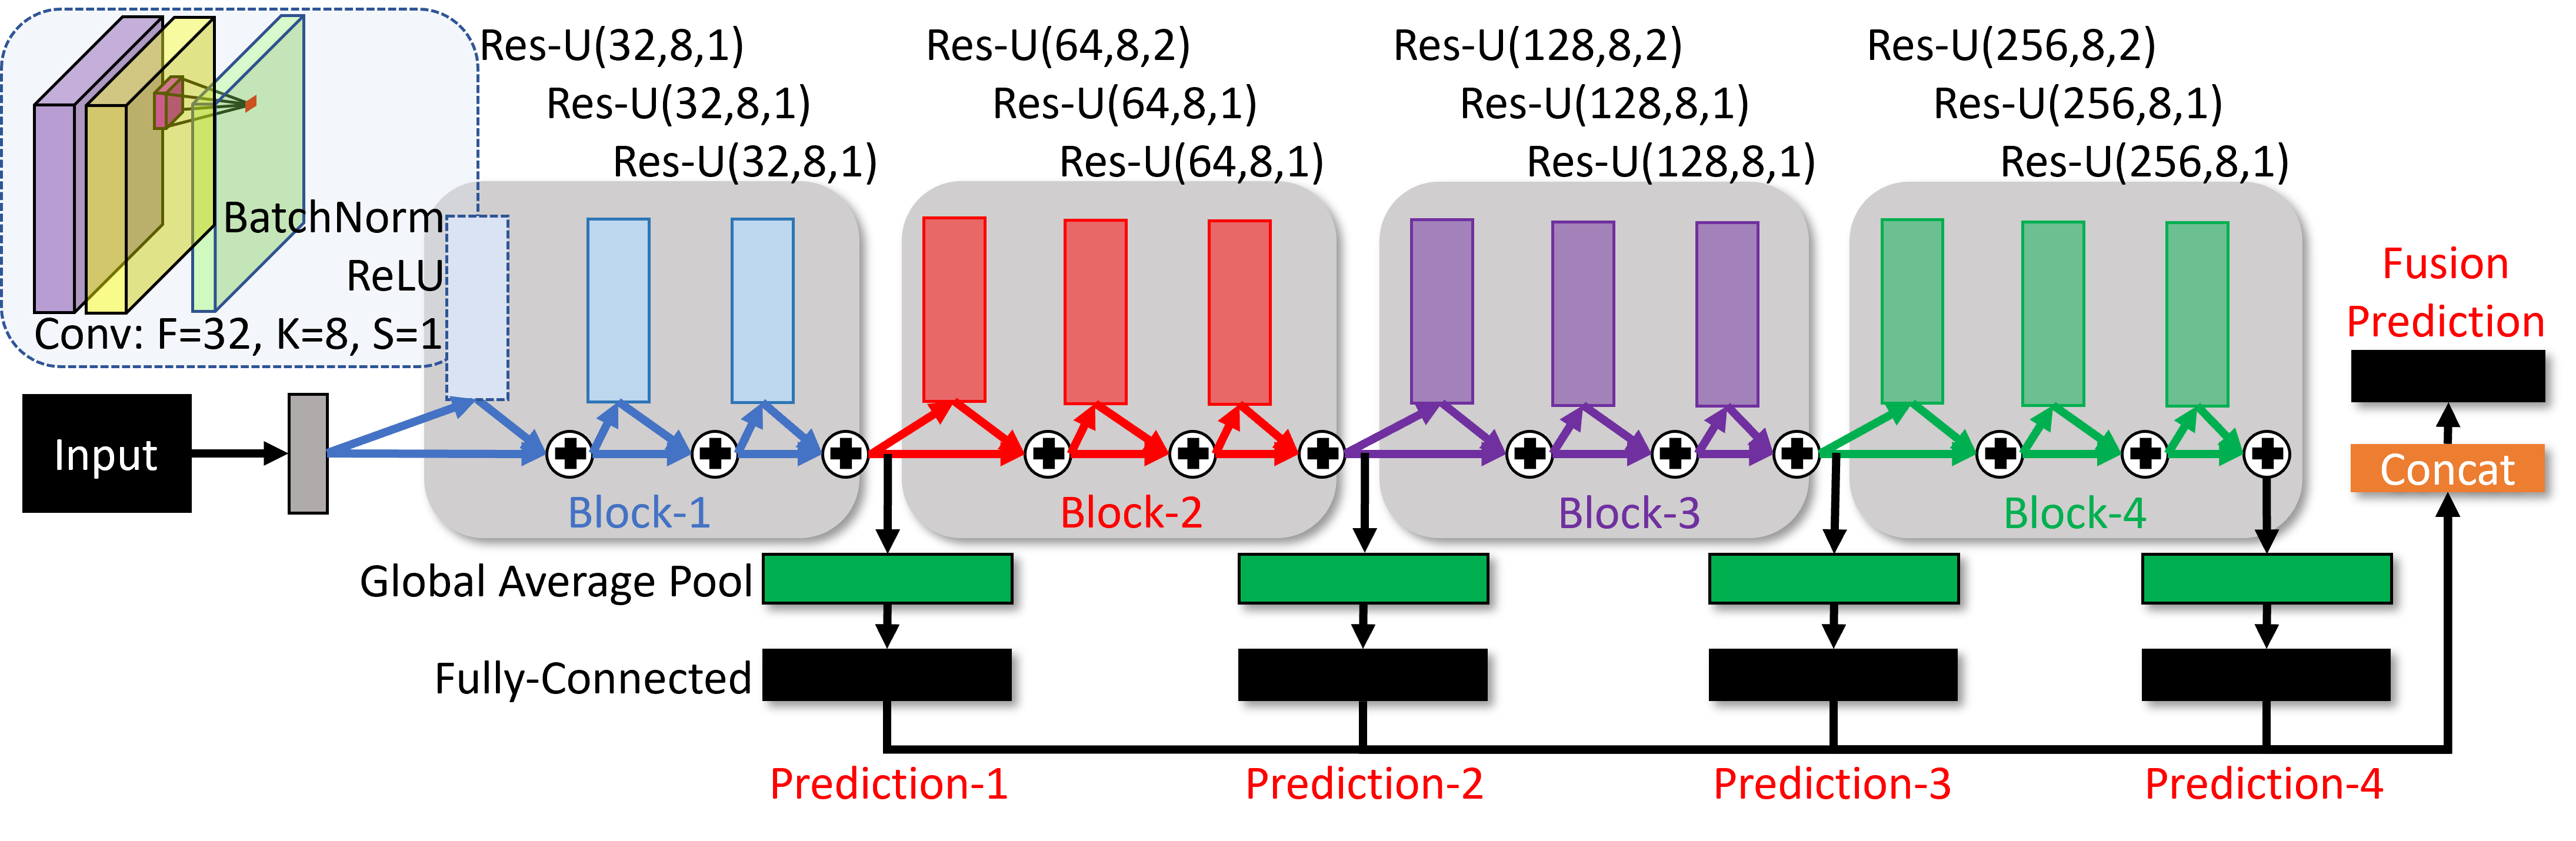 Res-U(32,8,1)
Res-U(32,8,1)
Res-U(32,8,1)
Res-U(64,8,2)
Res-U(64,8,1)
Res-U(64,8,1)
Res-U(128,8,2)
Res-U(128,8,1)
Res-U(128,8,1)
Res-U(256,8,2)
Res-U(256,8,1)
Res-U(256,8,1)
BatchNorm
ReLU
Conv: F=32, K=8, S=1
Input
Block-1
Block-2
Block-3
Block-4
Fusion
Prediction
Concat
Global Average Pool
Fully-Connected
Prediction-1
Prediction-2
Prediction-3
Prediction-4